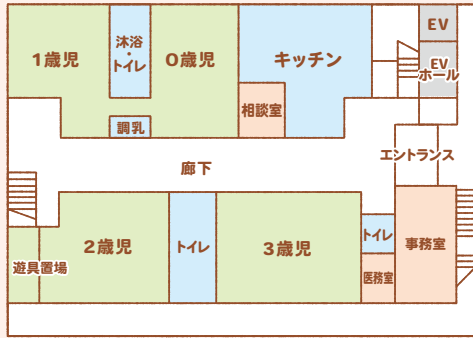 1歳児
沐浴
・
トイレ
0歳児
キッチン
EV
EV
ホール
相談室
調乳
エントランス
廊下
2歳児
トイレ
3歳児
トイレ
事務室
遊具置場
医務室